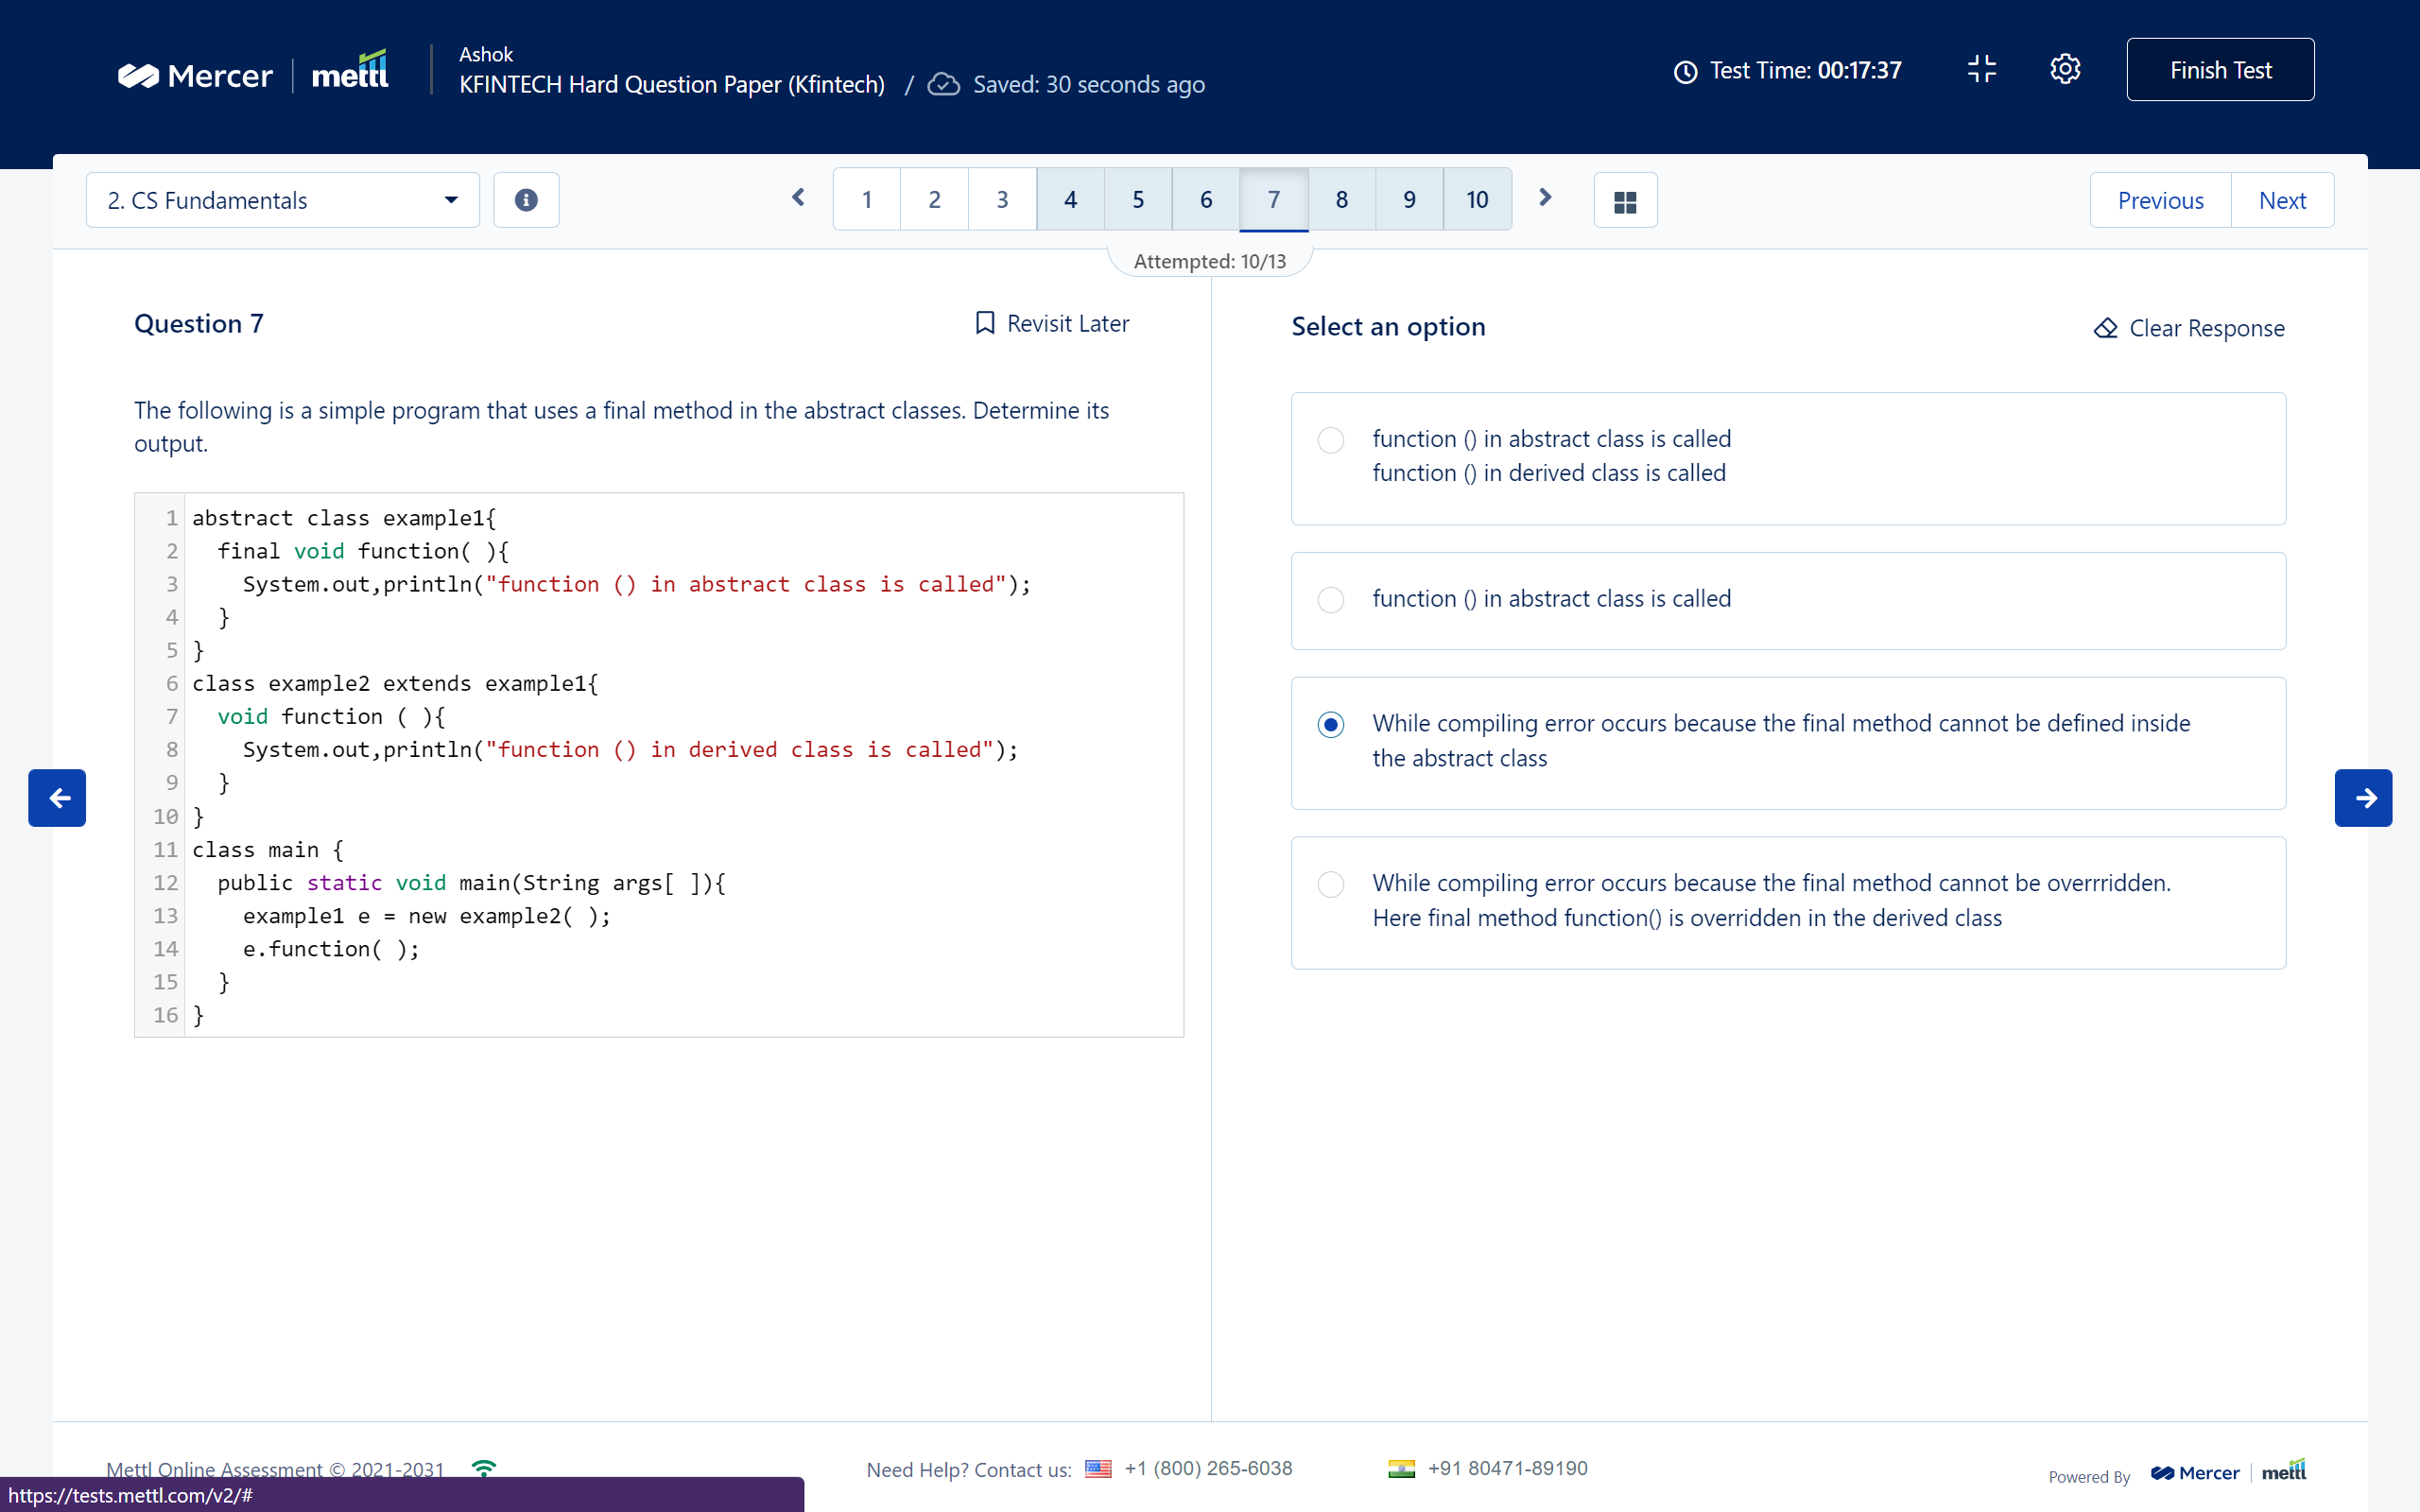 Mercer
mettl
Ashok
KFINTECH Hard Question Paper (Kfintech) / Saved: 30 seconds ago
Test Time: 00:17:37
Finish Test
2. CS Fundamentals
1 2 3 4 5 6 7 8 9 10
Previous
Next
Attempted: 10/13
Question 7
Revisit Later
The following is a simple program that uses a final method in the abstract classes. Determine its
output.
1 abstract class example1{
2 final void function( ){
3 System.out,println("function () in abstract class is called");
4 }
5 }
6 class example2 extends example1{
7 void function ( ){
8 System.out,println("function () in derived class is called");
9 }
10 }
11 class main {
12 public static void main(String args[ ]){
13 example1 e = new example2( );
14 e.function( );
15 }
16 }
Select an option
Clear Response
function () in abstract class is called
function () in derived class is called
function () in abstract class is called
While compiling error occurs because the final method cannot be defined inside
the abstract class
While compiling error occurs because the final method cannot be overrridden.
Here final method function() is overridden in the derived class
Mettl Online Assessment © 2021-2031
Need Help? Contact us: +1 (800) 265-6038
+91 80471-89190
Powered By Mercer mettl
https://tests.mettl.com/v2/#